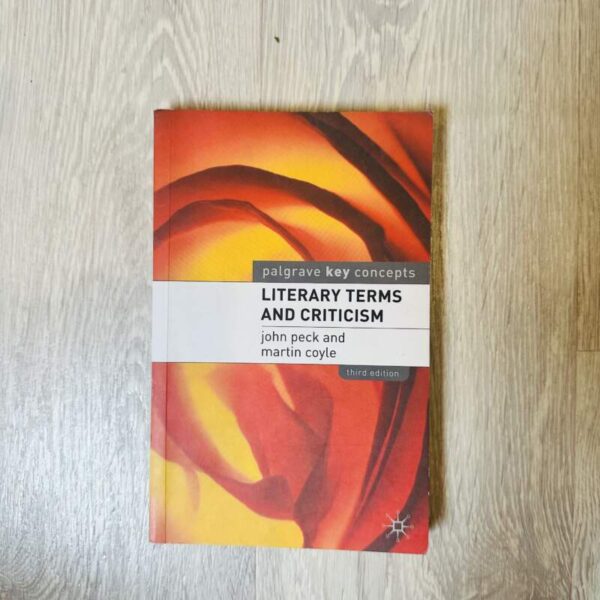 palgrave key concepts
LITERARY TERMS
AND CRITICISM
john peck and
martin coyle
third edition